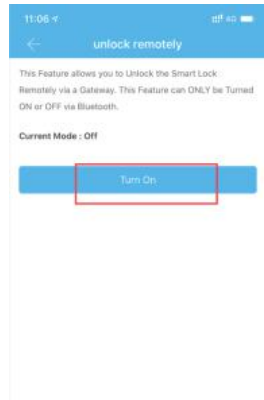 11:06
4G
unlock remotely
This Feature allows you to Unlock the Smart Lock
Remotely via a Gateway. This Feature can ONLY be Turned
ON or OFF via Bluetooth.
Current Mode : Off
Turn On